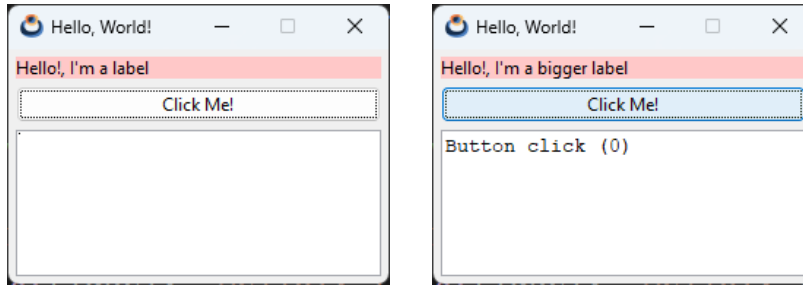 Hello, World!
Hello!, I'm a label
Click Me!
Hello, World!
Hello!, I'm a bigger label
Click Me!
Button click (0)